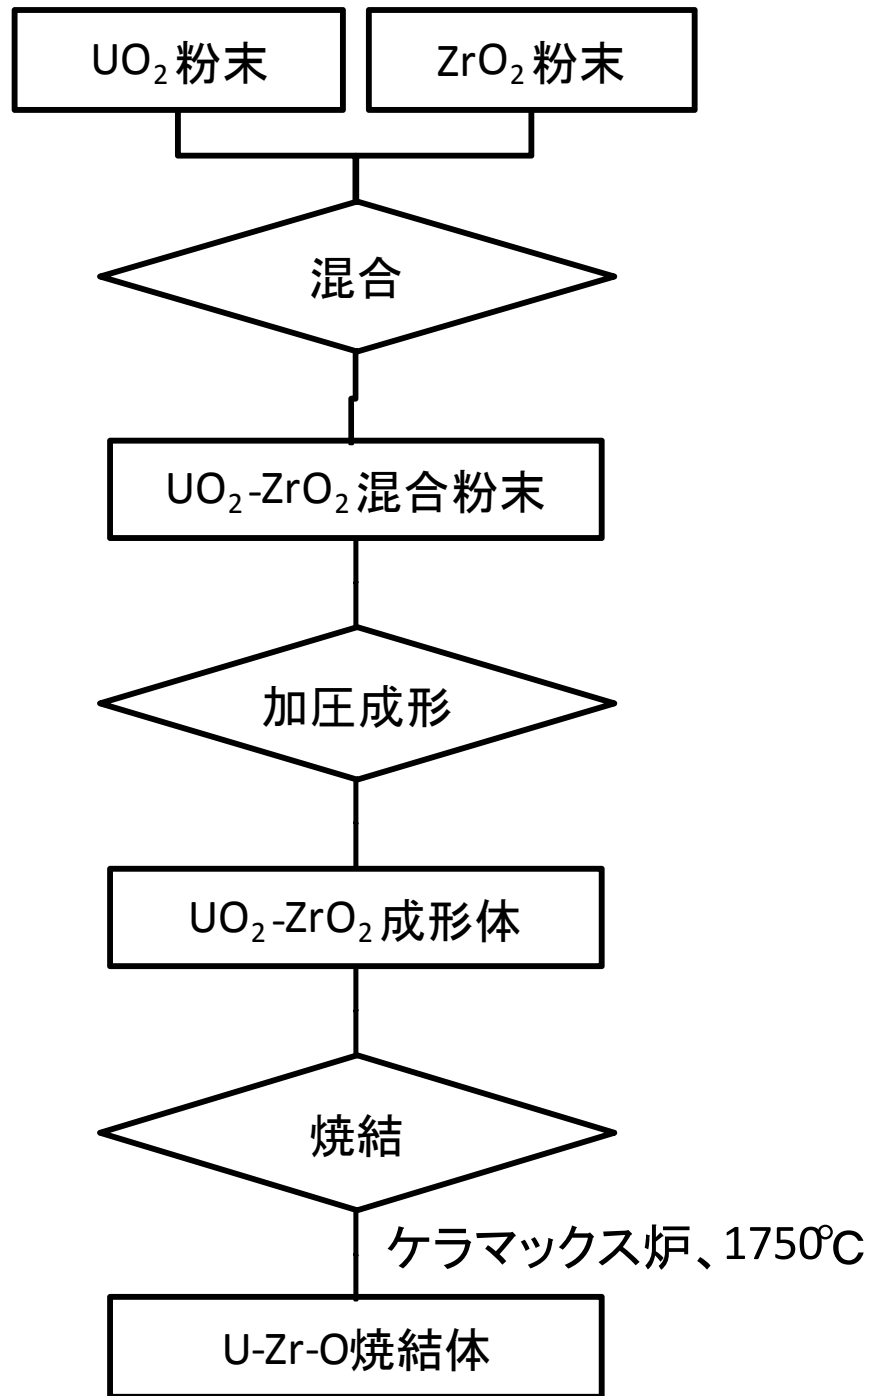 UO₂粉末
ZrO₂粉末
混合
UO₂-ZrO₂混合粉末
加圧成形
UO₂-ZrO₂成形体
焼結
ケラマックス炉、1750℃
U-Zr-O焼結体